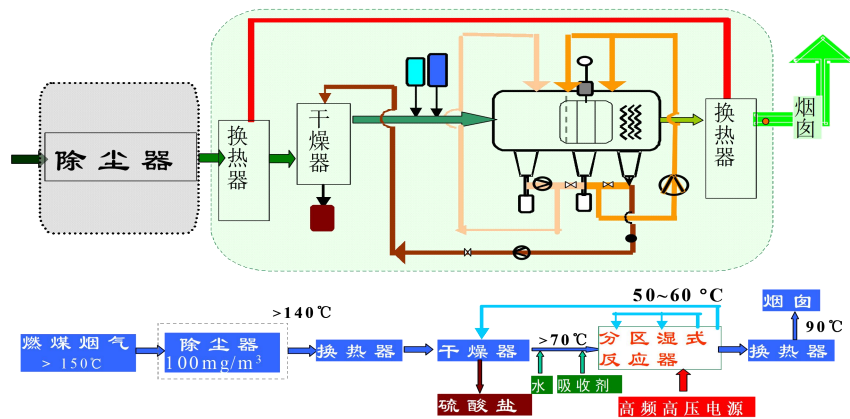 除尘器
换热器
干燥器
换热器
烟囱
燃煤烟气
> 150℃
除尘器
100mg/m³
>140℃
换热器
干燥器
硫酸盐
>70℃
水
吸收剂
50~60 °C
分区湿式
反应器
高频高压电源
换热器
90℃
烟囱